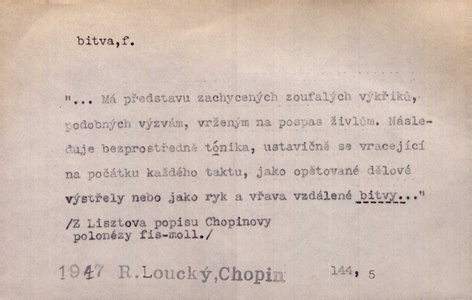 bitva,f.
"... Má představu zachycených zoufalých výkřiků,
podobných výzvám, vrženým na pospas živlům. Násle-
duje bezprostředně tónika, ustavičně se vracející
na počátku každého taktu, jako opětované dělové
výstřely nebo jako ryk a vřava vzdálené bitvy..."
/Z Lisztova popisu Chopinovy
polonézy fis-moll./
1947 R.Loucký,Chopin 144, 5